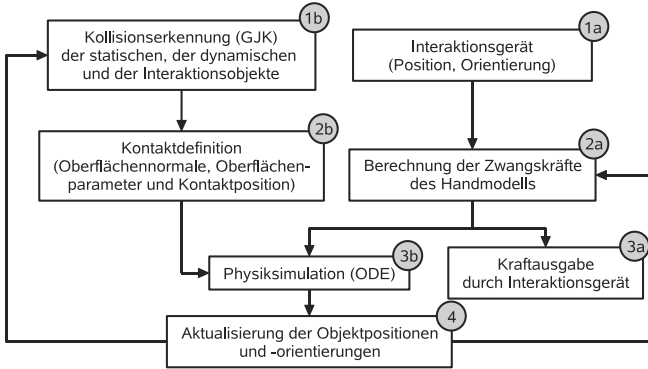 1b
Kollisionserkennung (GJK)
der statischen, der dynamischen
und der Interaktionsobjekte
1a
Interaktionsgerät
(Position, Orientierung)
2b
Kontaktdefinition
(Oberflächennormale, Oberflächen-
parameter und Kontaktposition)
2a
Berechnung der Zwangskräfte
des Handmodells
3b
Physiksimulation (ODE)
3a
Kraftausgabe
durch Interaktionsgerät
4
Aktualisierung der Objektpositionen
und -orientierungen